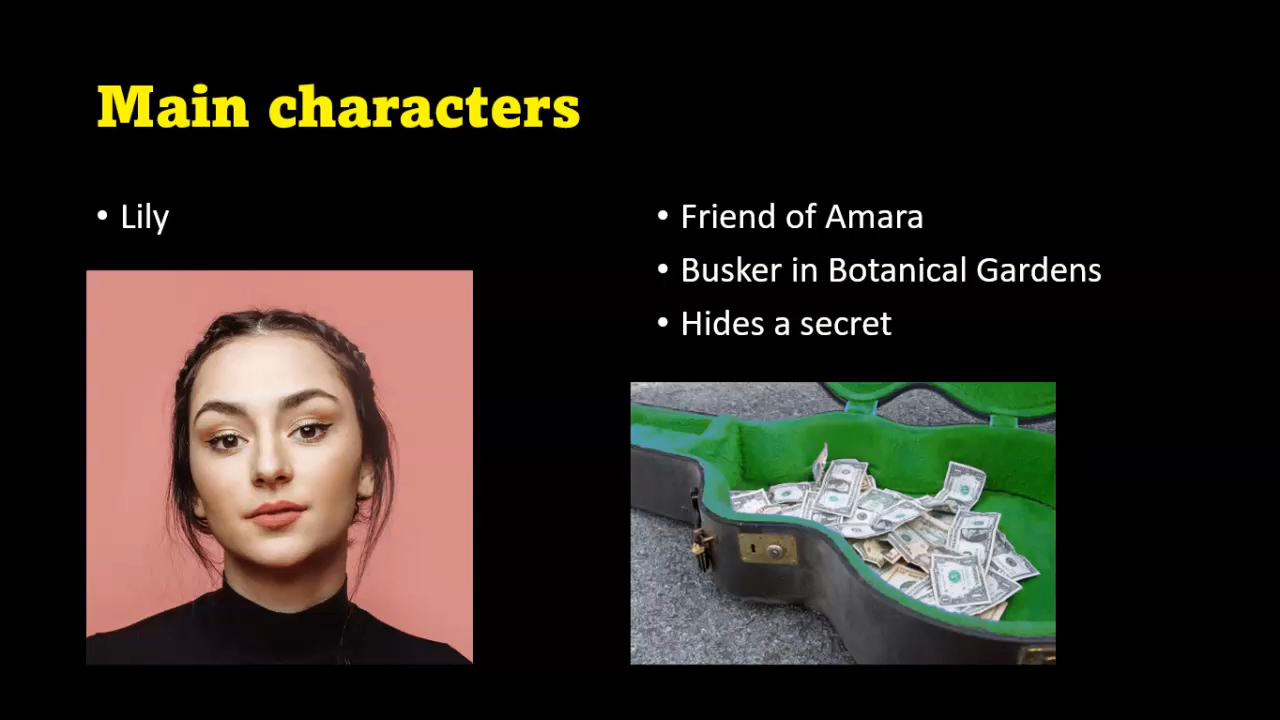 Main characters
• Lily
• Friend of Amara
• Busker in Botanical Gardens
• Hides a secret